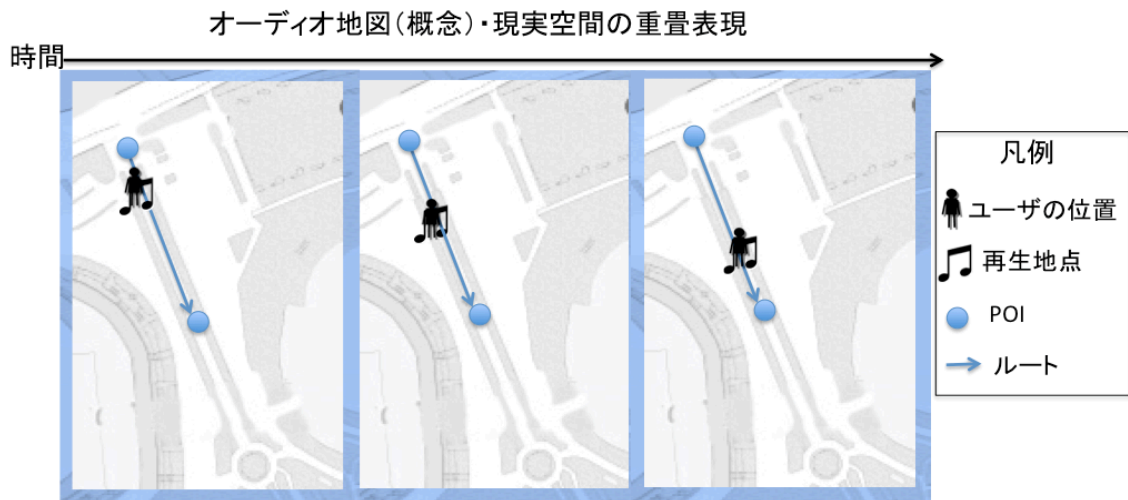 オーディオ地図(概念)・現実空間の重畳表現
時間
凡例
ユーザの位置
再生地点
POI
ルート